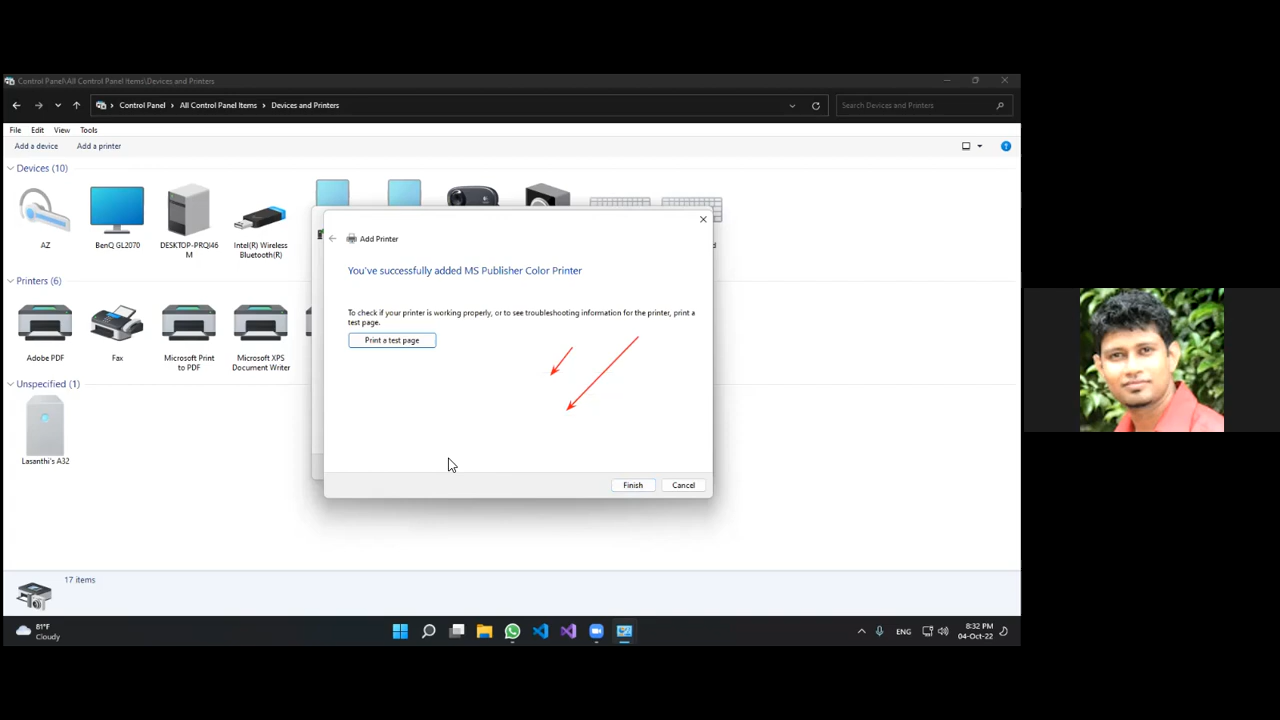 Control Panel\All Control Panel Items\Devices and Printers
Control Panel
All Control Panel Items
Devices and Printers
Search Devices and Printers
File
Edit
View
Tools
Add a device
Add a printer
Devices (10)
AZ
BenQ GL2070
DESKTOP-PRQI46
M
Intel(R) Wireless
Bluetooth(R)
Printers (6)
Adobe PDF
Fax
Microsoft Print
to PDF
Microsoft XPS
Document Writer
Unspecified (1)
Lasanthi's A32
Add Printer
You've successfully added MS Publisher Color Printer
To check if your printer is working properly, or to see troubleshooting information for the printer, print a
test page.
Print a test page
Finish
Cancel
17 items
81°F
Cloudy
ENG
8:32 PM
04-Oct-22